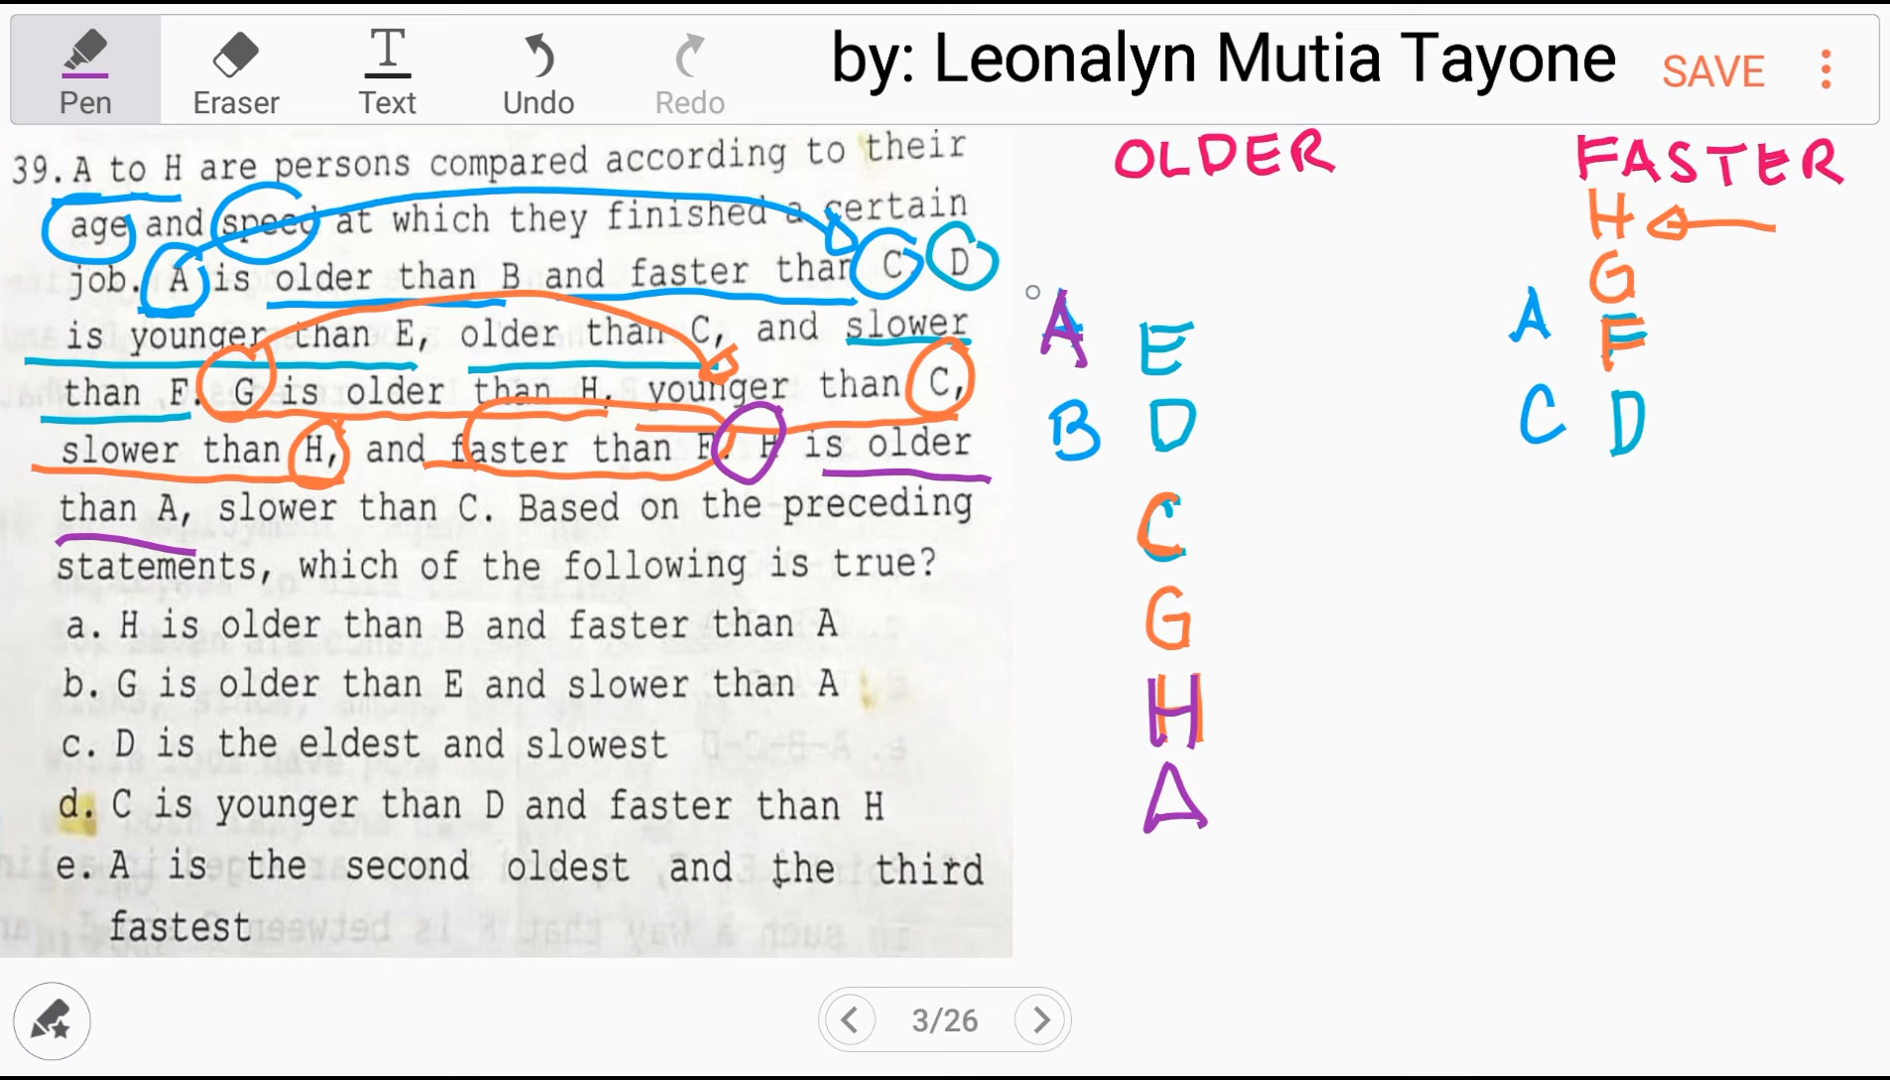 by: Leonalyn Mutia Tayone
SAVE
Pen
Eraser
Text
Undo
Redo
39. A to H are persons compared according to their
age and speed at which they finished a certain
job. A is older than B and faster than C. D
is younger than E, older than C, and slower
than F. G is older than H, younger than C,
slower than H, and faster than F. H is older
than A, slower than C. Based on the preceding
statements, which of the following is true?
a. H is older than B and faster than A
b. G is older than E and slower than A
c. D is the eldest and slowest
d. C is younger than D and faster than H
e. A is the second oldest and the third
fastest
OLDER
A
B
E
D
C
G
H
A
FASTER
H
G
F
D
A
C
3/26